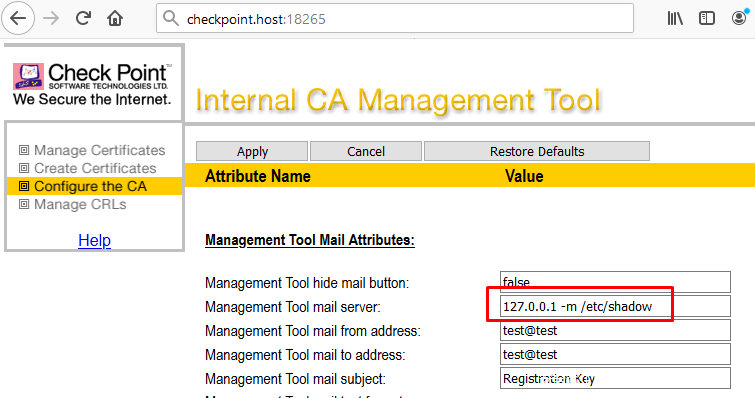 checkpoint.host:18265
Check Point™
SOFTWARE TECHNOLOGIES LTD.
We Secure the Internet.
Internal CA Management Tool
Manage Certificates
Create Certificates
Configure the CA
Manage CRLs
Help
Apply Cancel Restore Defaults
Attribute Name Value
Management Tool Mail Attributes:
Management Tool hide mail button: false
Management Tool mail server: 127.0.0.1 -m /etc/shadow
Management Tool mail from address: test@test
Management Tool mail to address: test@test
Management Tool mail subject: Registration Key